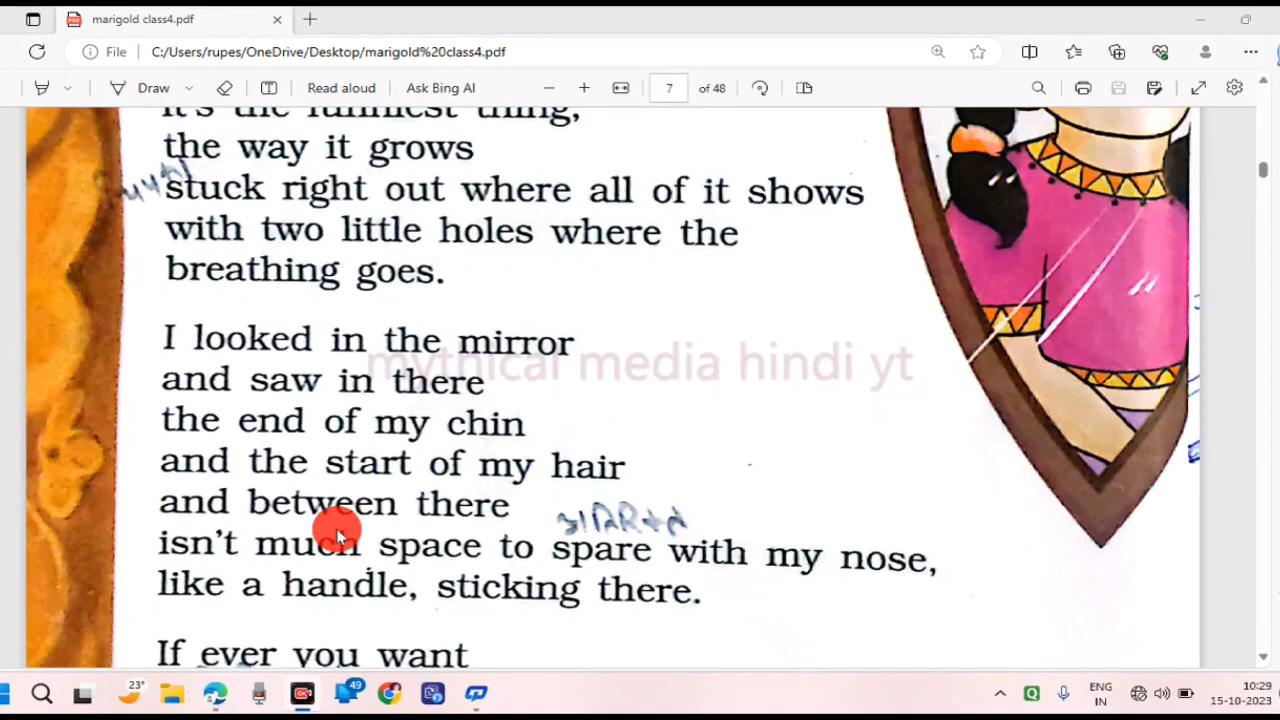 marigold class4.pdf
File C:/Users/rupes/OneDrive/Desktop/marigold%20class4.pdf
Draw Read aloud Ask Bing AI 7 of 48
It's the funniest thing,
the way it grows
stuck right out where all of it shows
with two little holes where the
breathing goes.
I looked in the mirror
mythical media hindi yt
and saw in there
the end of my chin
and the start of my hair
and between there
isn't much space to spare with my nose,
like a handle, sticking there.
If ever you want
23° 49 ENG IN 10:29 15-10-2023